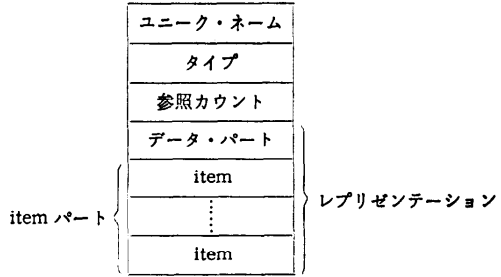 ユニーク・ネーム
タイプ
参照カウント
データ・パート
item
item
item パート
レプリゼンテーション